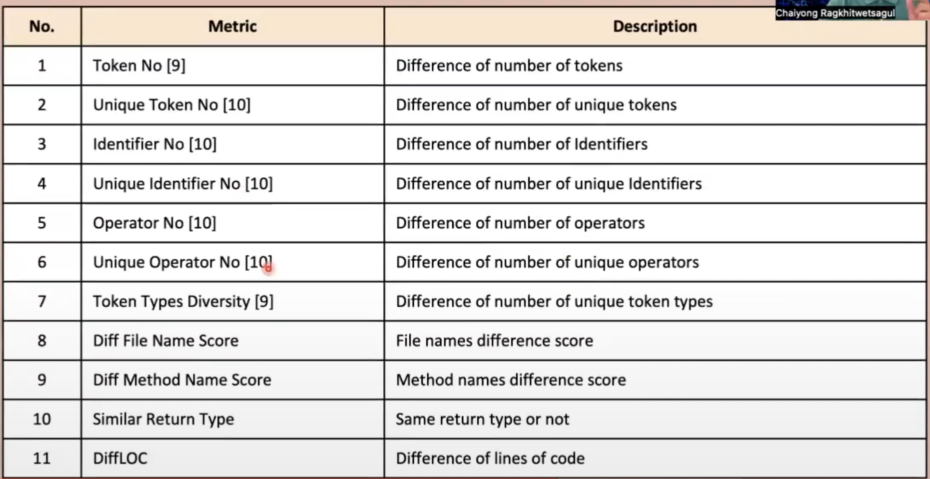 Chaiyong Ragkhitwetsagul
No. Metric Description
1 Token No [9] Difference of number of tokens
2 Unique Token No [10] Difference of number of unique tokens
3 Identifier No [10] Difference of number of Identifiers
4 Unique Identifier No [10] Difference of number of unique Identifiers
5 Operator No [10] Difference of number of operators
6 Unique Operator No [10] Difference of number of unique operators
7 Token Types Diversity [9] Difference of number of unique token types
8 Diff File Name Score File names difference score
9 Diff Method Name Score Method names difference score
10 Similar Return Type Same return type or not
11 DiffLOC Difference of lines of code